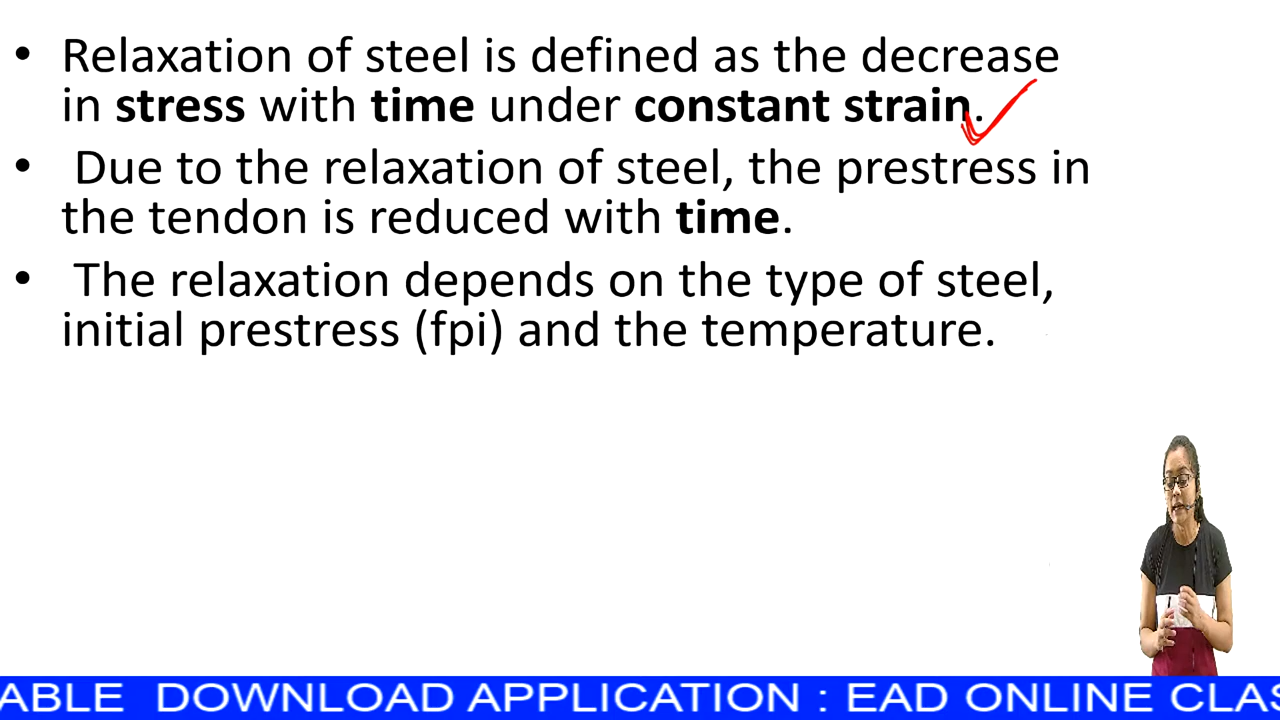 • Relaxation of steel is defined as the decrease
in stress with time under constant strain.
• Due to the relaxation of steel, the prestress in
the tendon is reduced with time.
• The relaxation depends on the type of steel,
initial prestress (fpi) and the temperature.
ABLE DOWNLOAD APPLICATION : EAD ONLINE CLAS